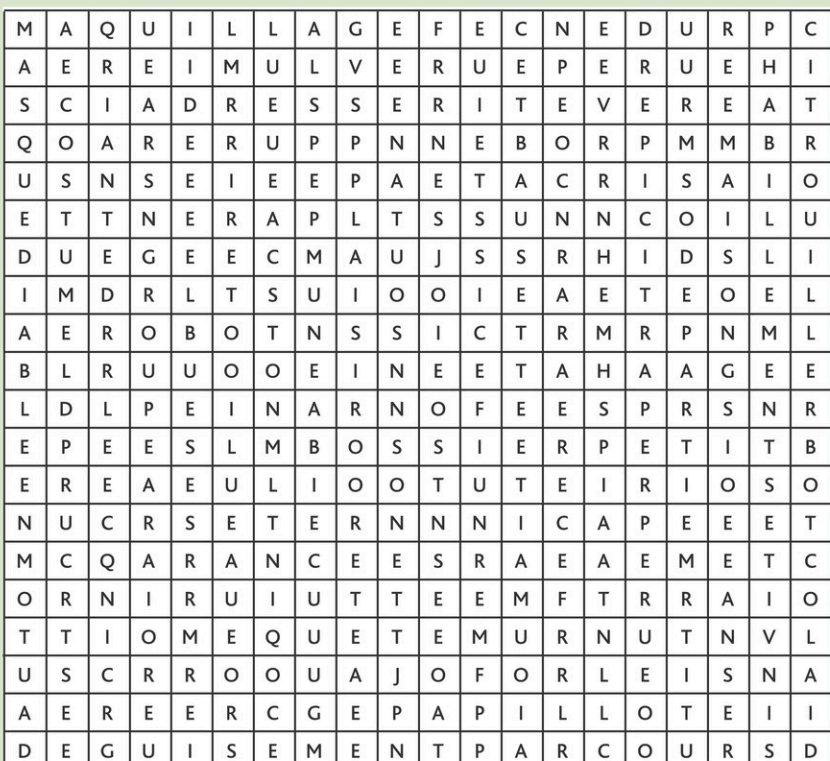 M A Q U I L L A G E F E C N E D U R P C
A E R E I M U L V E R U E P E R U E H I
S C I A D R E S S E R I T E V E R E A T
Q O A R E R U P P N N E B O R P M M B R
U S N S E I E E P A E T A C R I S A I O
E T T N E R A P L T S S U N N C O I L U
D U E G E E C M A U J S S R H I D S L I
I M D R L T S U I O O I E A E T E O E L
A E R O B O T N S S I C T R M R P N M L
B L R U U O O E I N E E T A H A A G E E
L D L P E I N A R N O F E E S P R S N R
E P E E S L M B O S S I E R P E T I T B
E R E A E U L I O O T U T E I R I O S O
N U C R S E T E R N N N I C A P E E E T
M C Q A R A N C E E S R A E A E M E T C
O R N I R U I U T T E E M F T R R A I O
T T I O M E Q U E T E M U R N U T N V L
U S C R R O O U A J O F O R L E I S N A
A E R E E R C G E P A P I L L O T E I I
D E G U I S E M E N T P A R C O U R S D